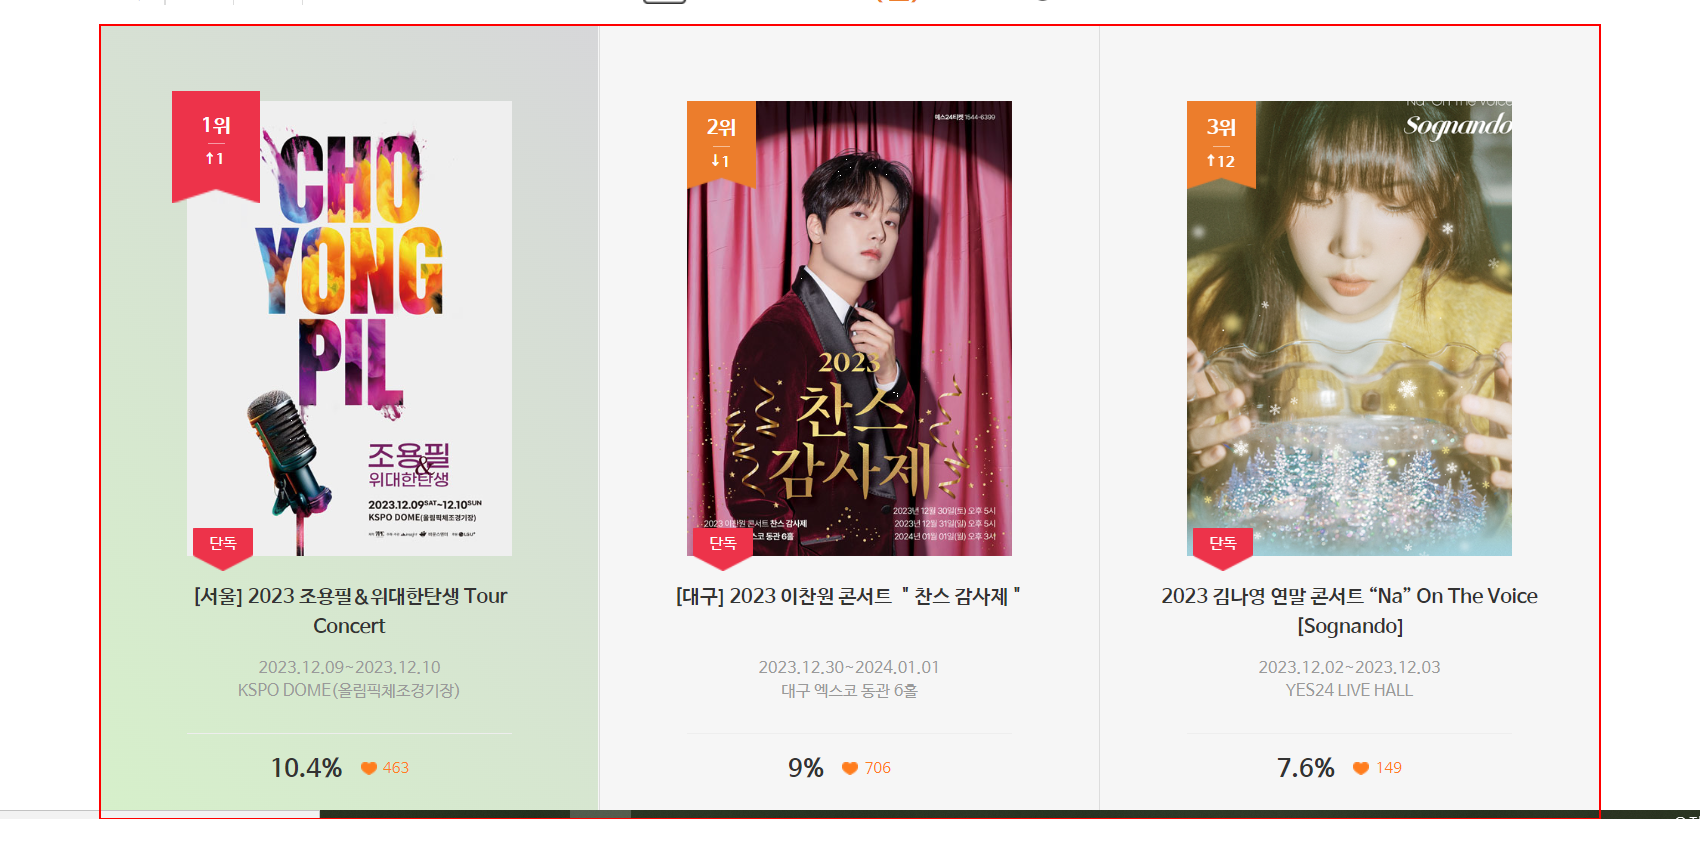 1위
↑1
CHO
YONG
PIL
조용필
&
위대한탄생
2023.12.09SAT~12.10SUN
KSPO DOME(올림픽체조경기장)
단독
[서울] 2023 조용필＆위대한탄생 Tour
Concert
2023.12.09~2023.12.10
KSPO DOME(올림픽체조경기장)
10.4% 463
2위
↓1
예스24티켓 1544-6399
2023
찬스
감사제
2023년 12월 30일(토) 오후 5시
2023 이찬원 콘서트 찬스 감사제
2023년 12월 31일(일) 오후 5시
스코 동관 6홀
2024년 01월 01일(월) 오후 3시
단독
[대구] 2023 이찬원 콘서트 ＂찬스 감사제＂
2023.12.30~2024.01.01
대구 엑스코 동관 6홀
9% 706
3위
↑12
Na" On The Voice
Sognando
단독
2023 김나영 연말 콘서트 “Na” On The Voice
[Sognando]
2023.12.02~2023.12.03
YES24 LIVE HALL
7.6% 149